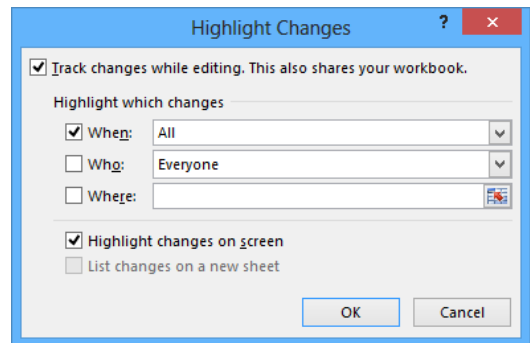 Highlight Changes
Track changes while editing. This also shares your workbook.
Highlight which changes
When: All
Who: Everyone
Where:
Highlight changes on screen
List changes on a new sheet
OK Cancel